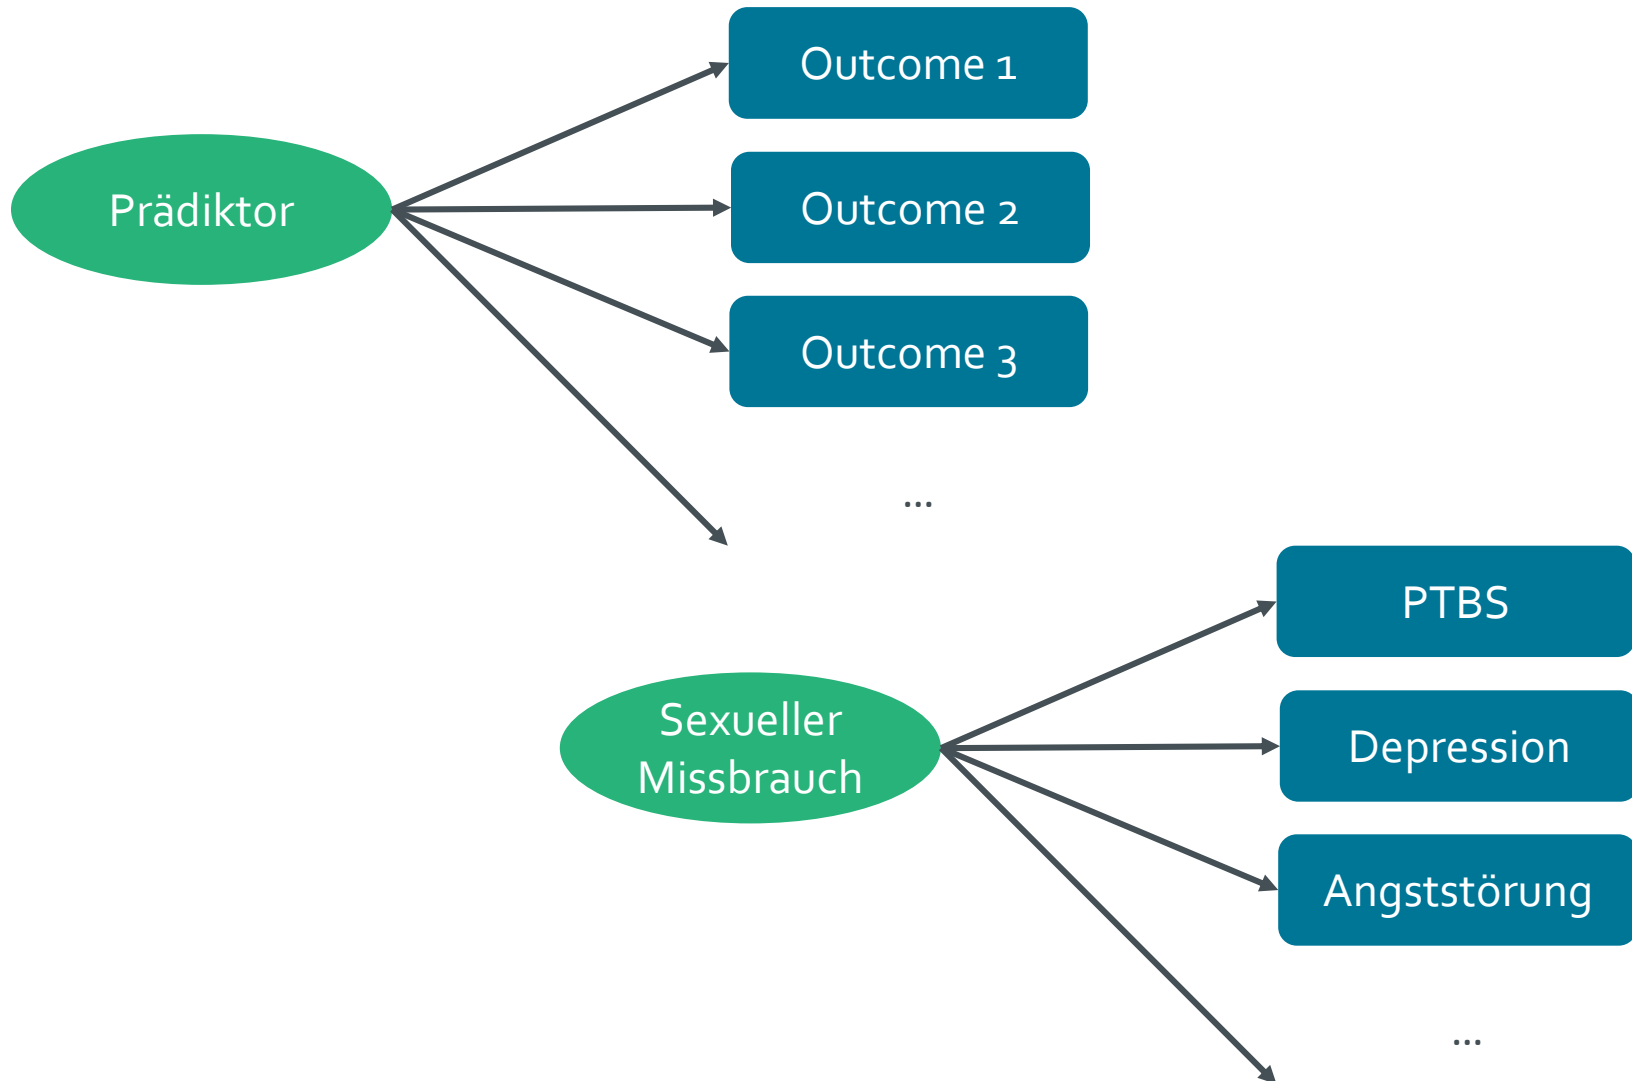 Prädiktor
Outcome 1
Outcome 2
Outcome 3
...
Sexueller
Missbrauch
PTBS
Depression
Angststörung
...